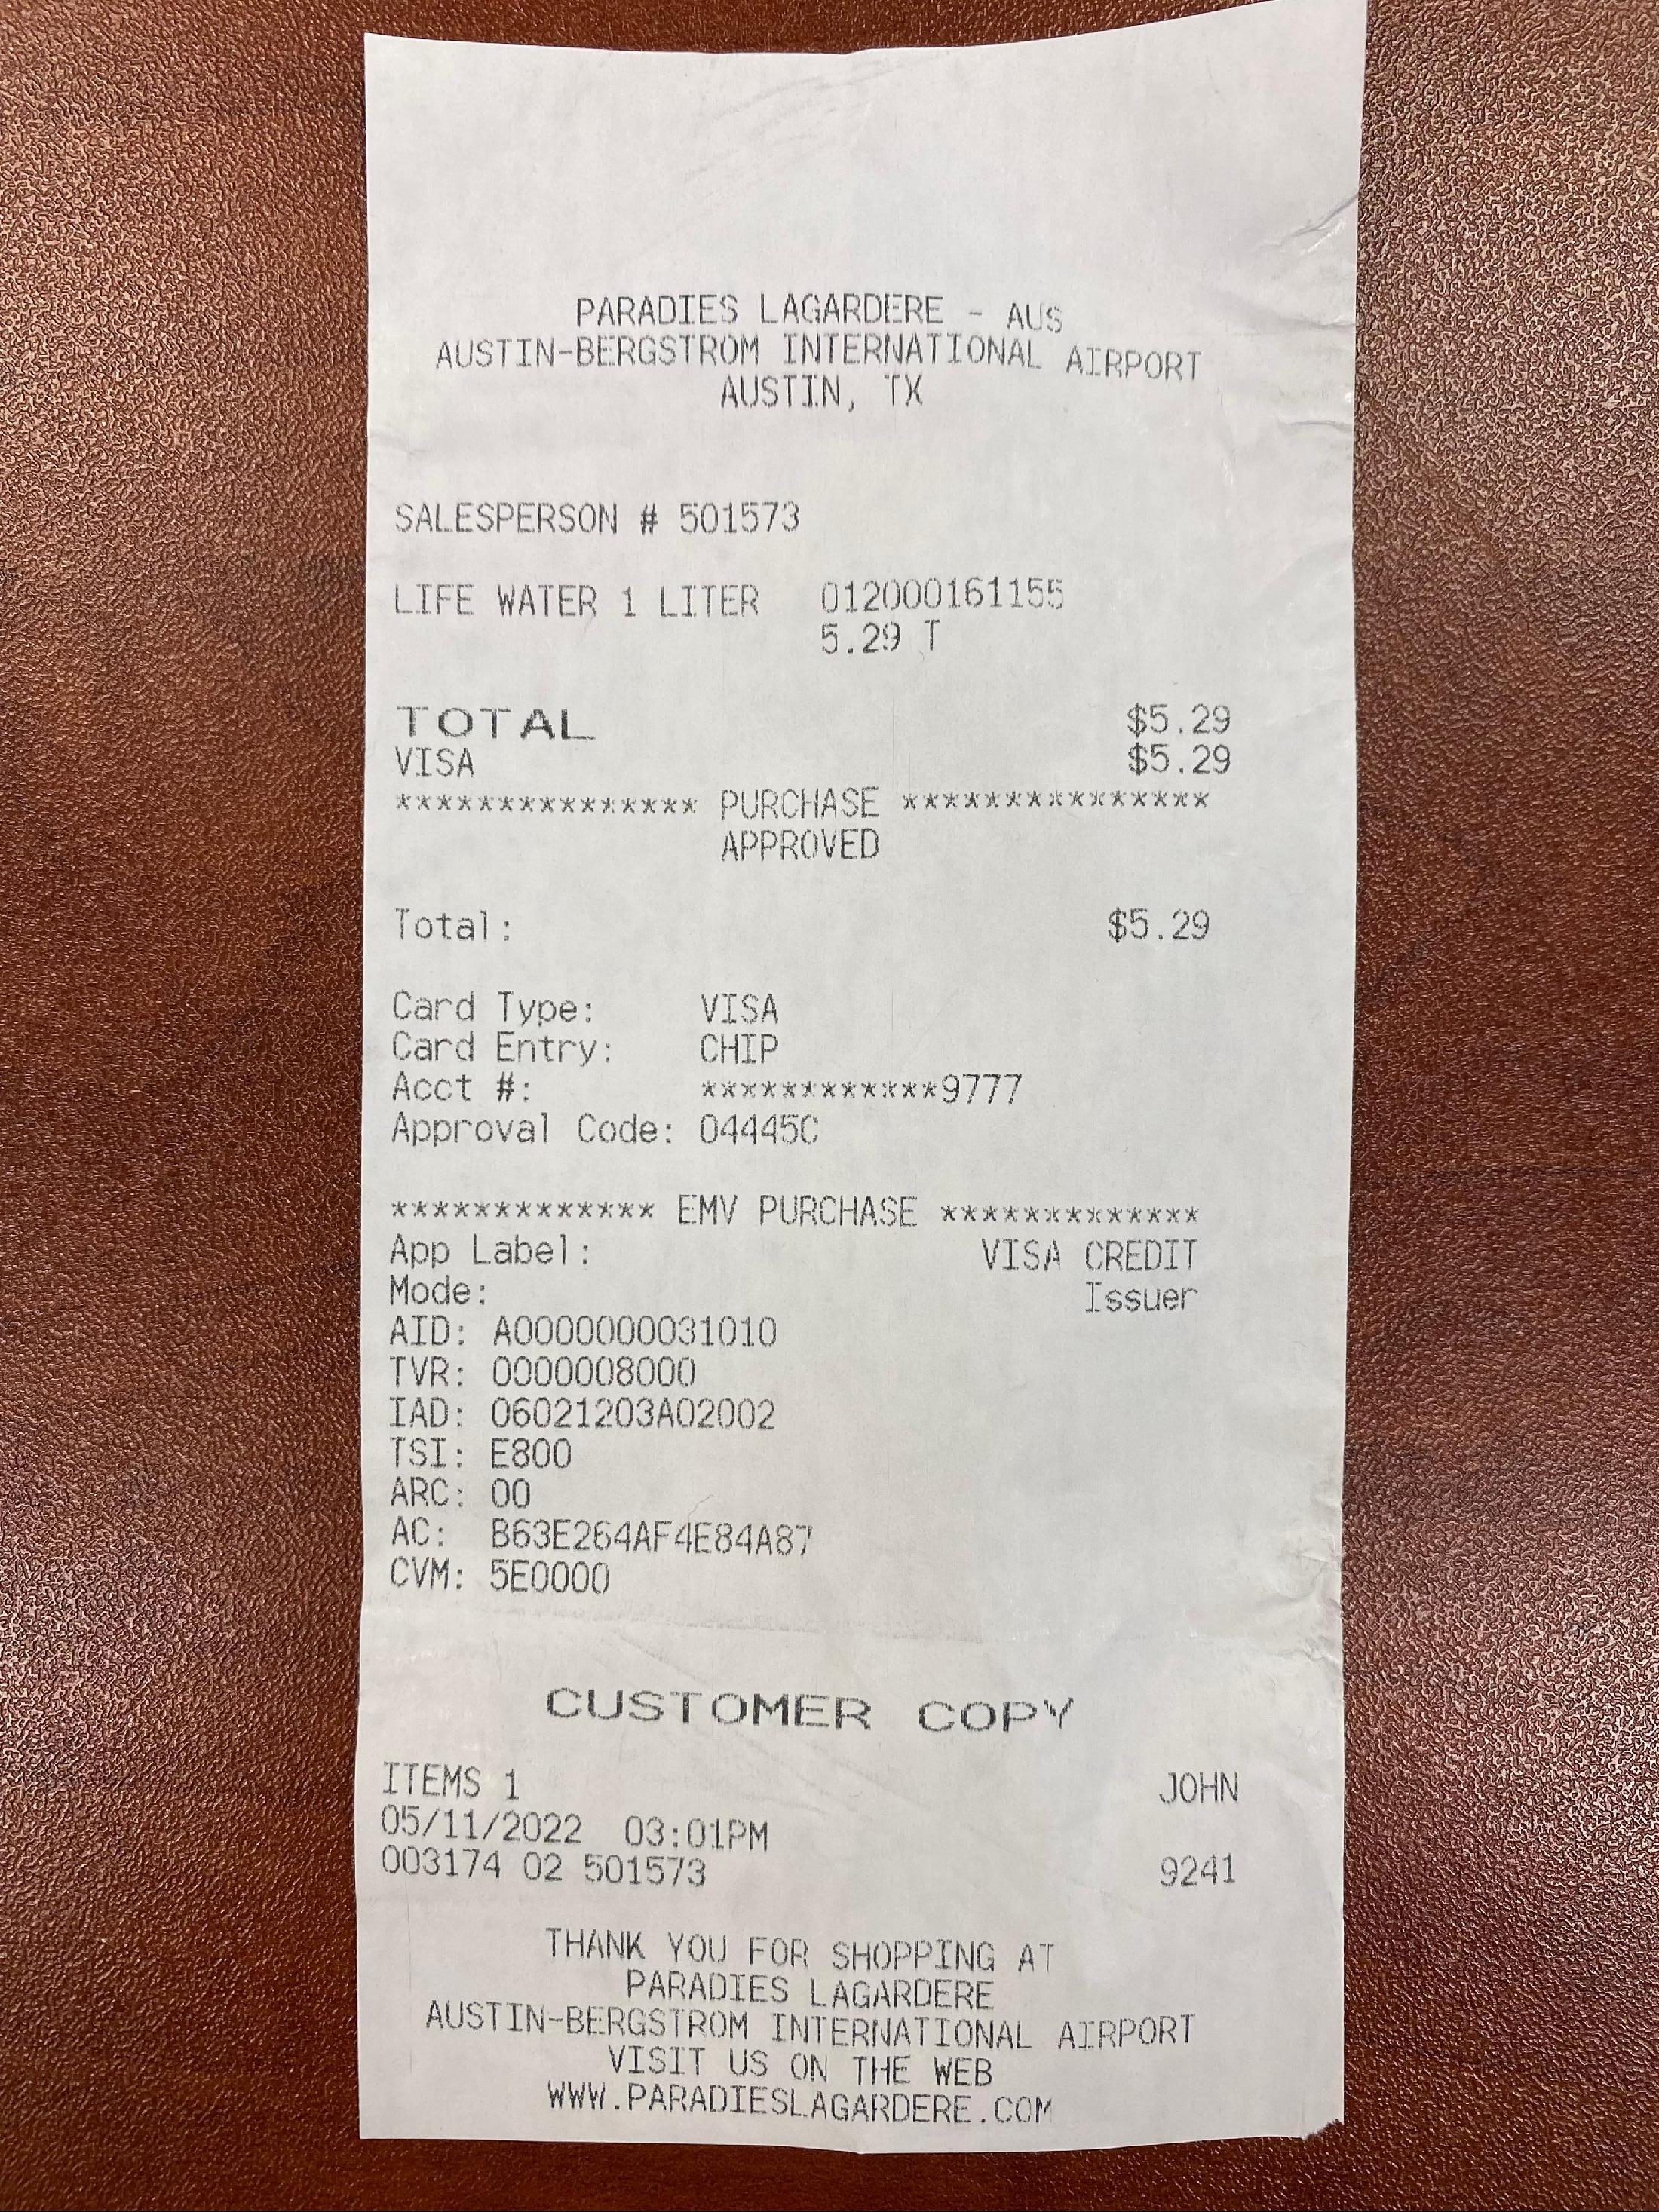 PARADIES LAGARDERE - AUS
AUSTIN-BERGSTROM INTERNATIONAL AIRPORT
AUSTIN, TX
SALESPERSON # 501573
LIFE WATER 1 LITER 012000161155
5.29 T
TOTAL $5.29
VISA $5.29
*************** PURCHASE ***************
APPROVED
Total: $5.29
Card Type: VISA
Card Entry: CHIP
Acct #: ************9777
Approval Code: 04445C
************* EMV PURCHASE *************
App Label: VISA CREDIT
Mode: Issuer
AID: A0000000031010
TVR: 0000008000
IAD: 06021203A02002
TSI: E800
ARC: 00
AC: B63E264AF4E84A87
CVM: 5E0000
CUSTOMER COPY
ITEMS 1 JOHN
05/11/2022 03:01PM
003174 02 501573 9241
THANK YOU FOR SHOPPING AT
PARADIES LAGARDERE
AUSTIN-BERGSTROM INTERNATIONAL AIRPORT
VISIT US ON THE WEB
WWW.PARADIESLAGARDERE.COM